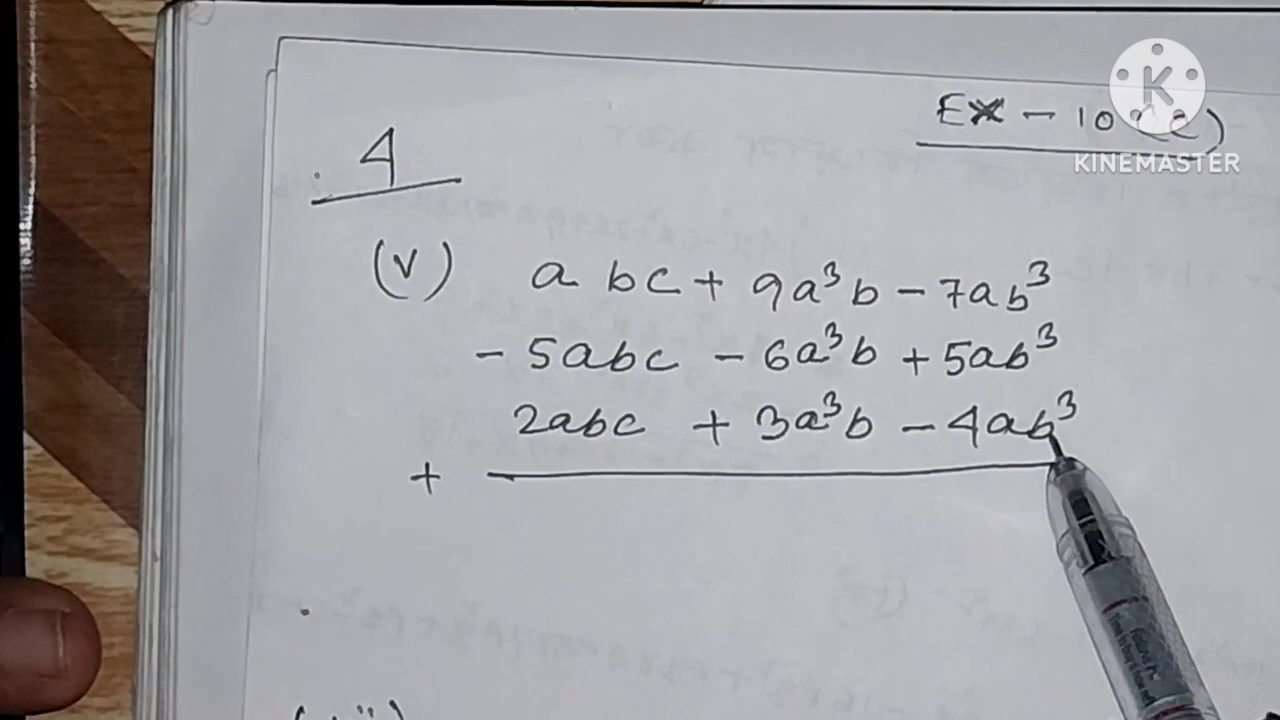 Ex - 10
KINEMASTER
4
(v) abc + 9a³b - 7ab³
- 5abc - 6a³b + 5ab³
2abc + 3a³b - 4ab³
+